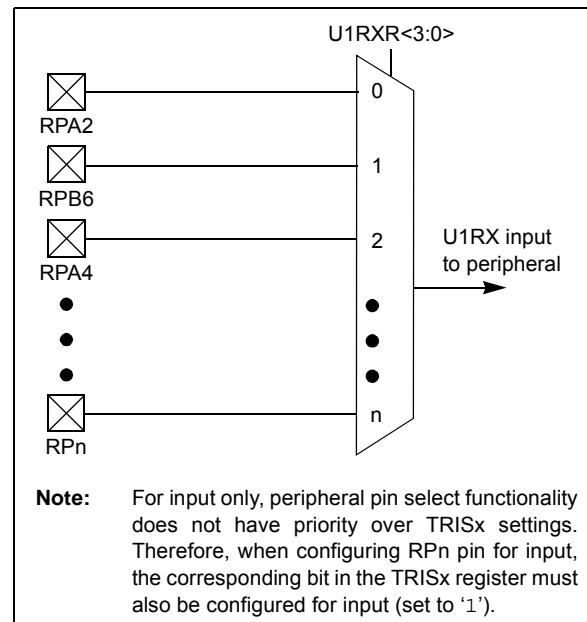 U1RXR<3:0>
RPA2
0
RPB6
1
RPA4
2
U1RX input
to peripheral
RPn
n
Note: For input only, peripheral pin select functionality
does not have priority over TRISx settings.
Therefore, when configuring RPn pin for input,
the corresponding bit in the TRISx register must
also be configured for input (set to ‘1’).